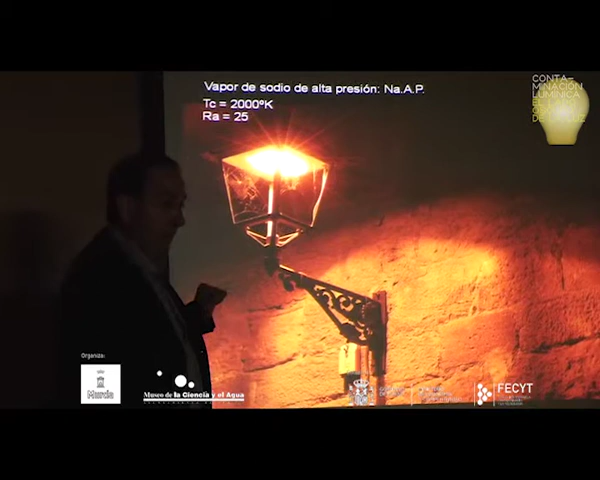 Vapor de sodio de alta presión: Na.A.P.
Tc = 2000ºK
Ra = 25
CONTA-
MINACIÓN
LUMÍNICA
Organiza:
Murcia
Museo de la Ciencia y el Agua
FECYT